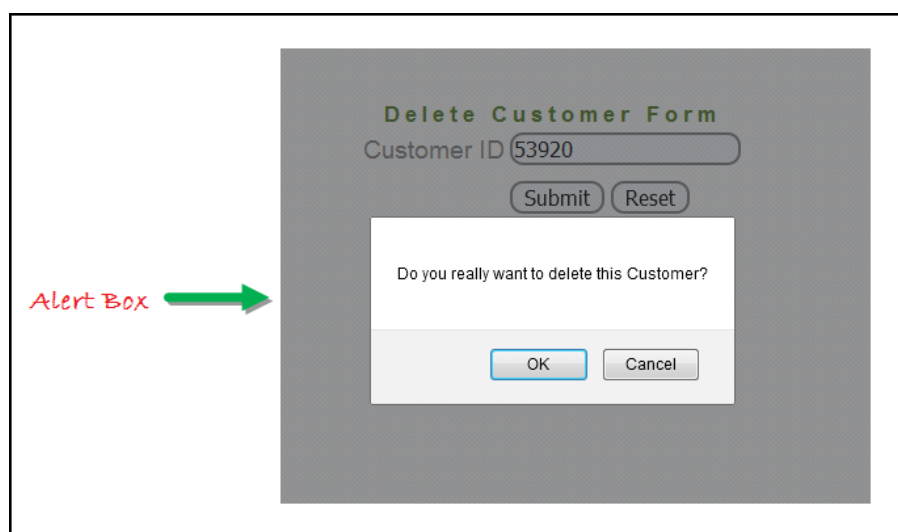 Delete Customer Form
Customer ID 53920
Submit Reset
Do you really want to delete this Customer?
Alert Box
OK Cancel